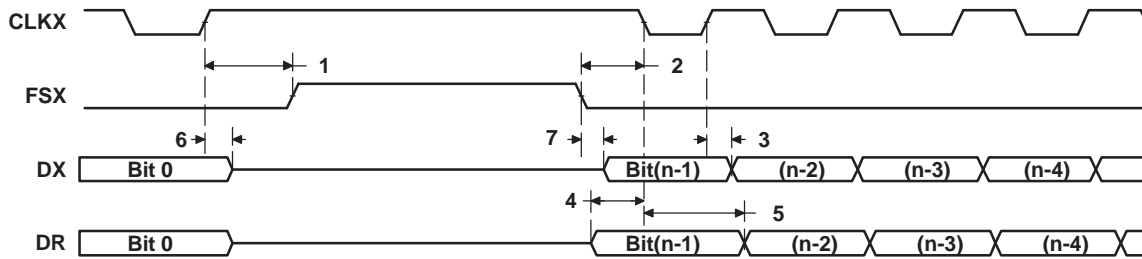 CLKX
1 2
FSX
6 7 3
DX Bit 0 Bit(n-1) (n-2) (n-3) (n-4)
4 5
DR Bit 0 Bit(n-1) (n-2) (n-3) (n-4)